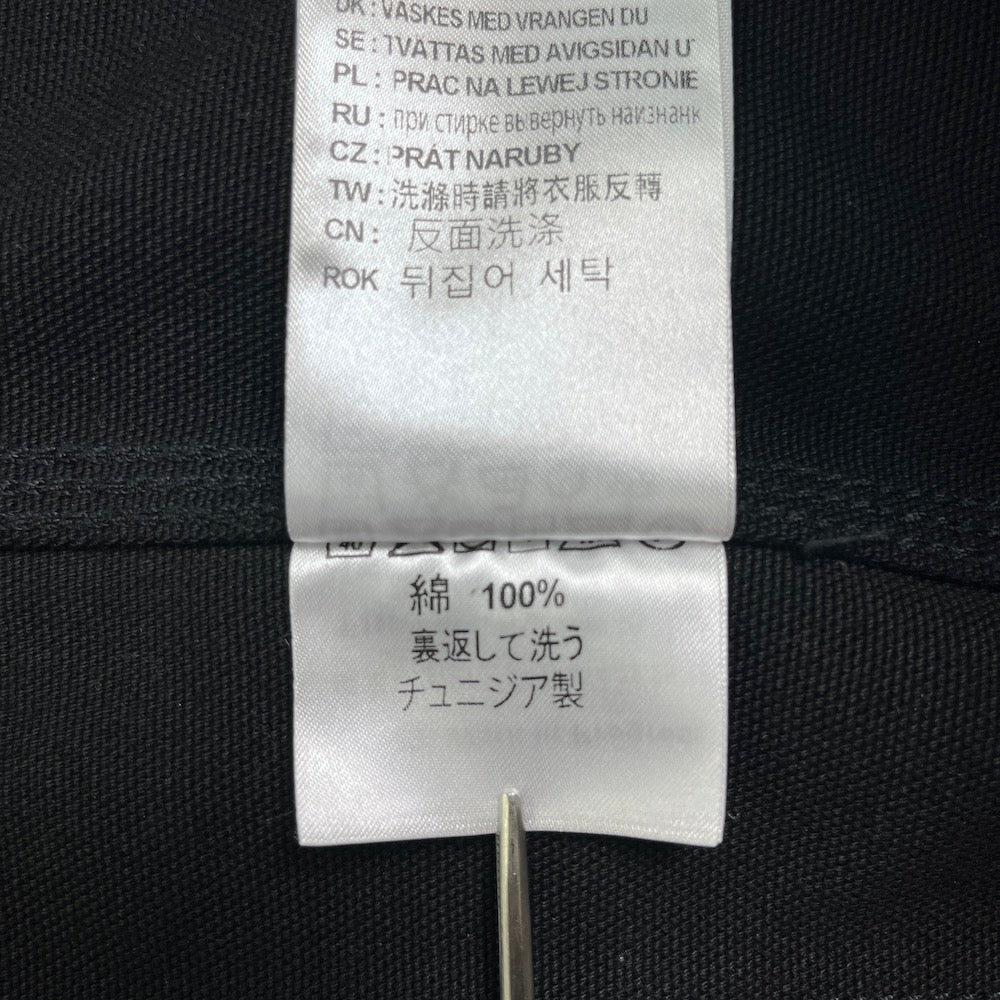 DK: VASKES MED VRANGEN DU
SE: TVATTAS MED AVIGSIDAN U
PL: PRAC NA LEWEJ STRONIE
RU: при стирке вывернуть наизнанк
CZ: PRÁT NARUBY
TW: 洗滌時請將衣服反轉
CN: 反面洗涤
ROK 뒤집어 세탁
40
綿 100%
裏返して洗う
チュニジア製